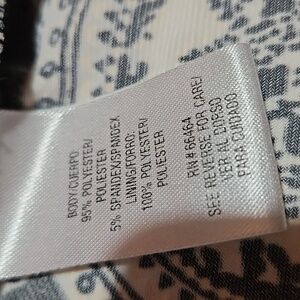 BODY/CUERPO:
95% POLYESTER/
POLIESTER
5% SPANDEX/SPANDEX
LINING/FORRO:
100% POLYESTER/
POLIESTER
RN# 66464
SEE REVERSE FOR CARE/
VER AL DORSO
PARA CUIDADO